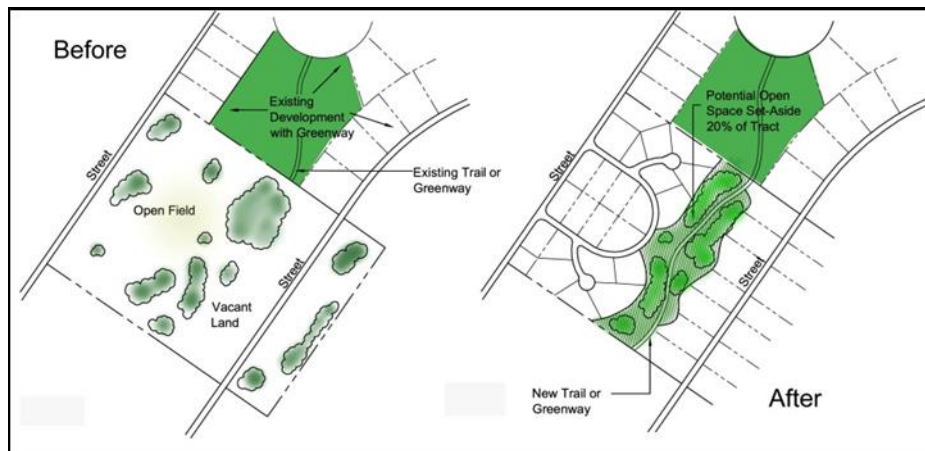 Before
Existing
Development
with Greenway
Street
Existing Trail or
Greenway
Open Field
Street
Vacant
Land
Potential Open
Space Set-Aside
20% of Tract
Street
Street
New Trail or
Greenway
After